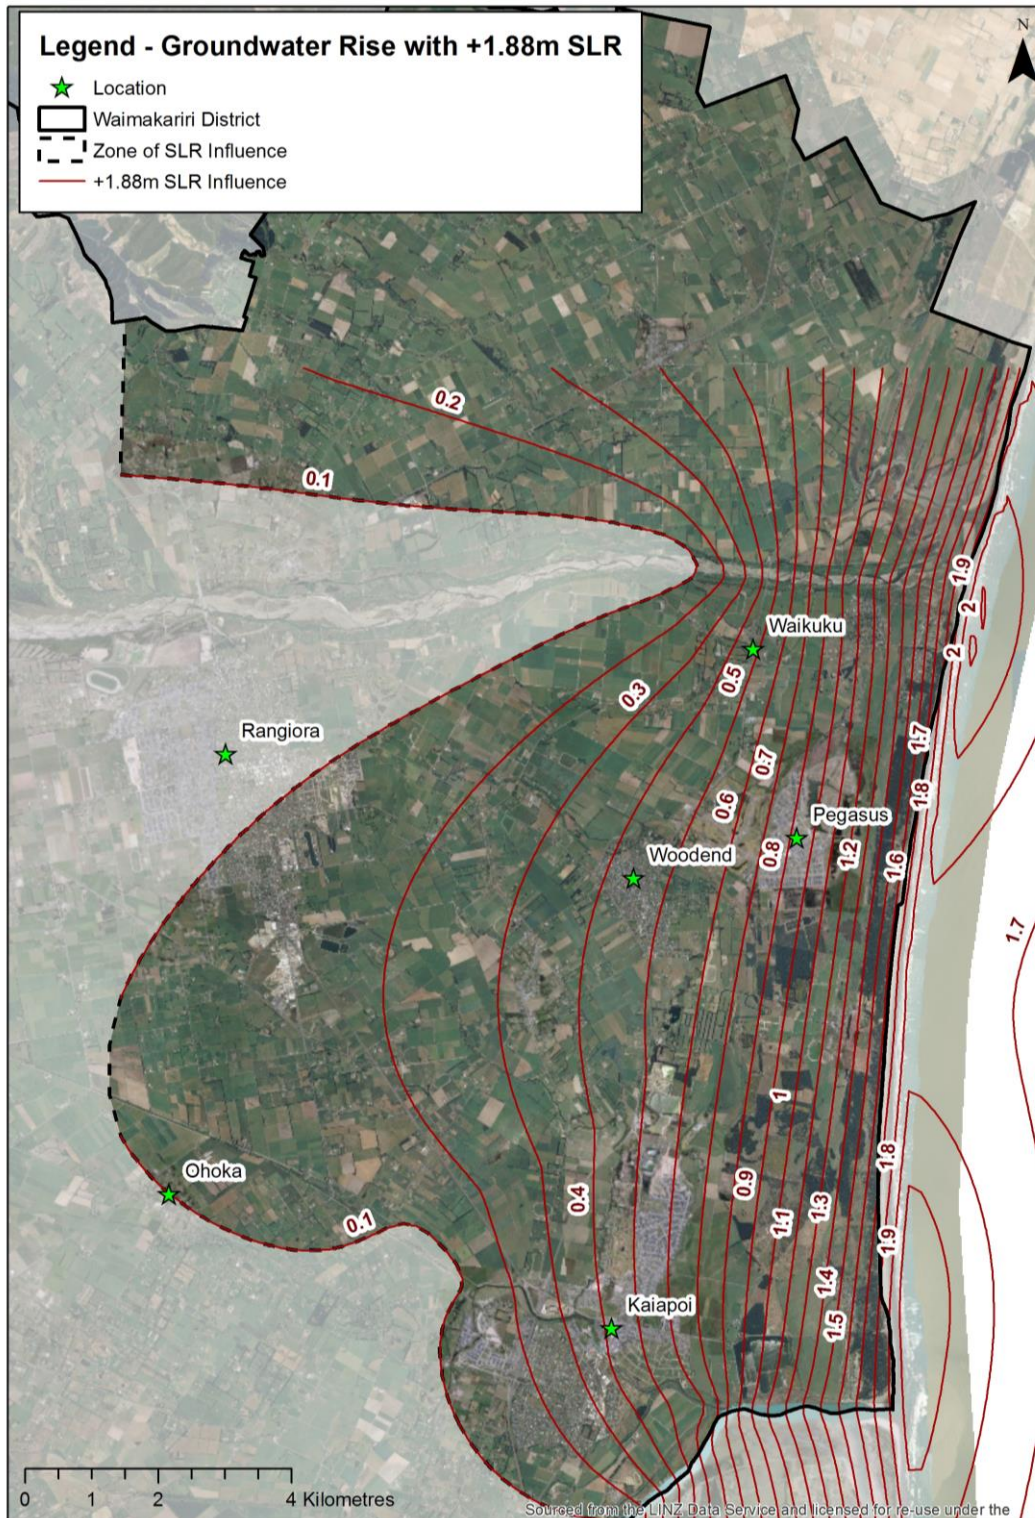 Legend - Groundwater Rise with +1.88m SLR
Location
Waimakariri District
Zone of SLR Influence
+1.88m SLR Influence
N
0.2
0.1
1.9
2
Waikuku
2
0.5
0.3
Rangiora
1.7
0.7
1.8
0.6
Pegasus
Woodend
0.8
1.2
1.6
1.7
1
1.8
Ohoka
0.9
0.4
1.3
0.1
1.1
1.9
1.4
Kaiapoi
1.5
0 1 2 4 Kilometres
Sourced from the LINZ Data Service and licensed for re-use under the